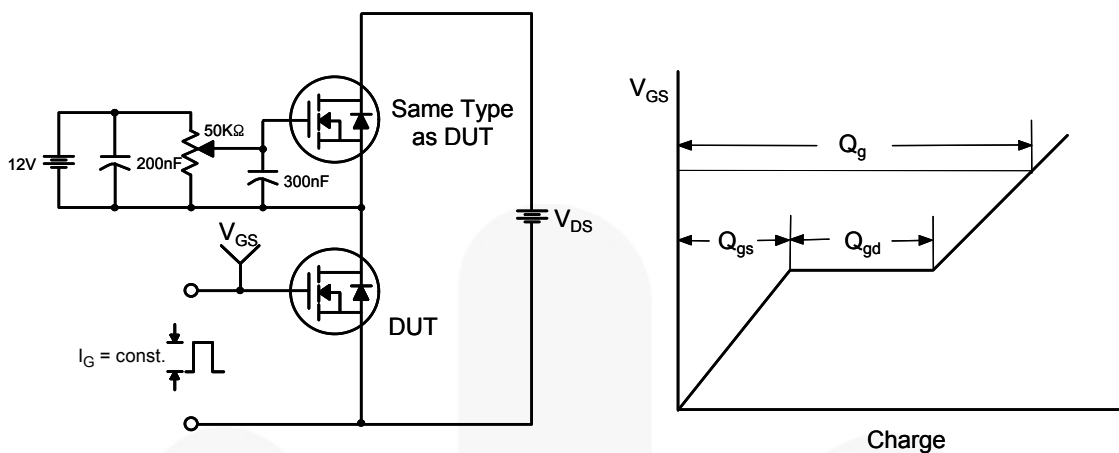 Same Type
as DUT
50KΩ
12V
200nF
300nF
V_GS
V_DS
DUT
I_G = const.
V_GS
Q_g
Q_gs
Q_gd
Charge